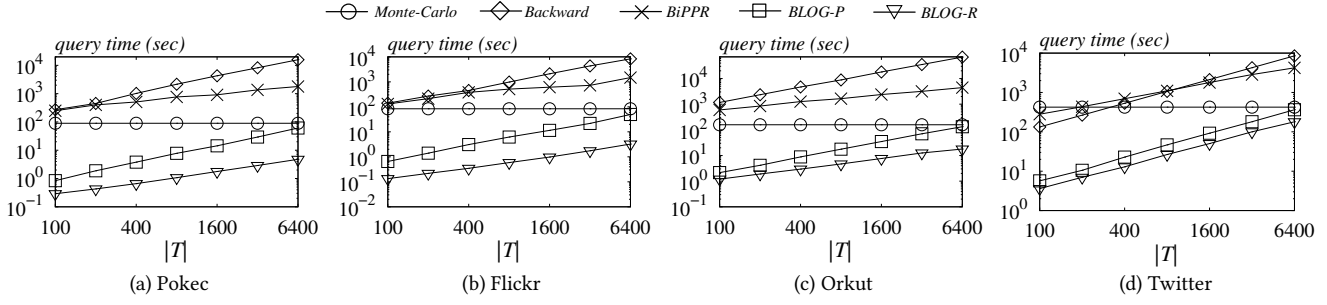 Monte-Carlo Backward BiPPR BLOG-P BLOG-R
query time (sec) query time (sec) query time (sec) query time (sec)
10^4 10^3 10^2 10^1 10^0 10^-1
100 400 1600 6400
|T|
(a) Pokec
10^4 10^3 10^2 10^1 10^0 10^-1 10^-2
100 400 1600 6400
|T|
(b) Flickr
10^4 10^3 10^2 10^1 10^0 10^-1
100 400 1600 6400
|T|
(c) Orkut
10^4 10^3 10^2 10^1 10^0
100 400 1600 6400
|T|
(d) Twitter